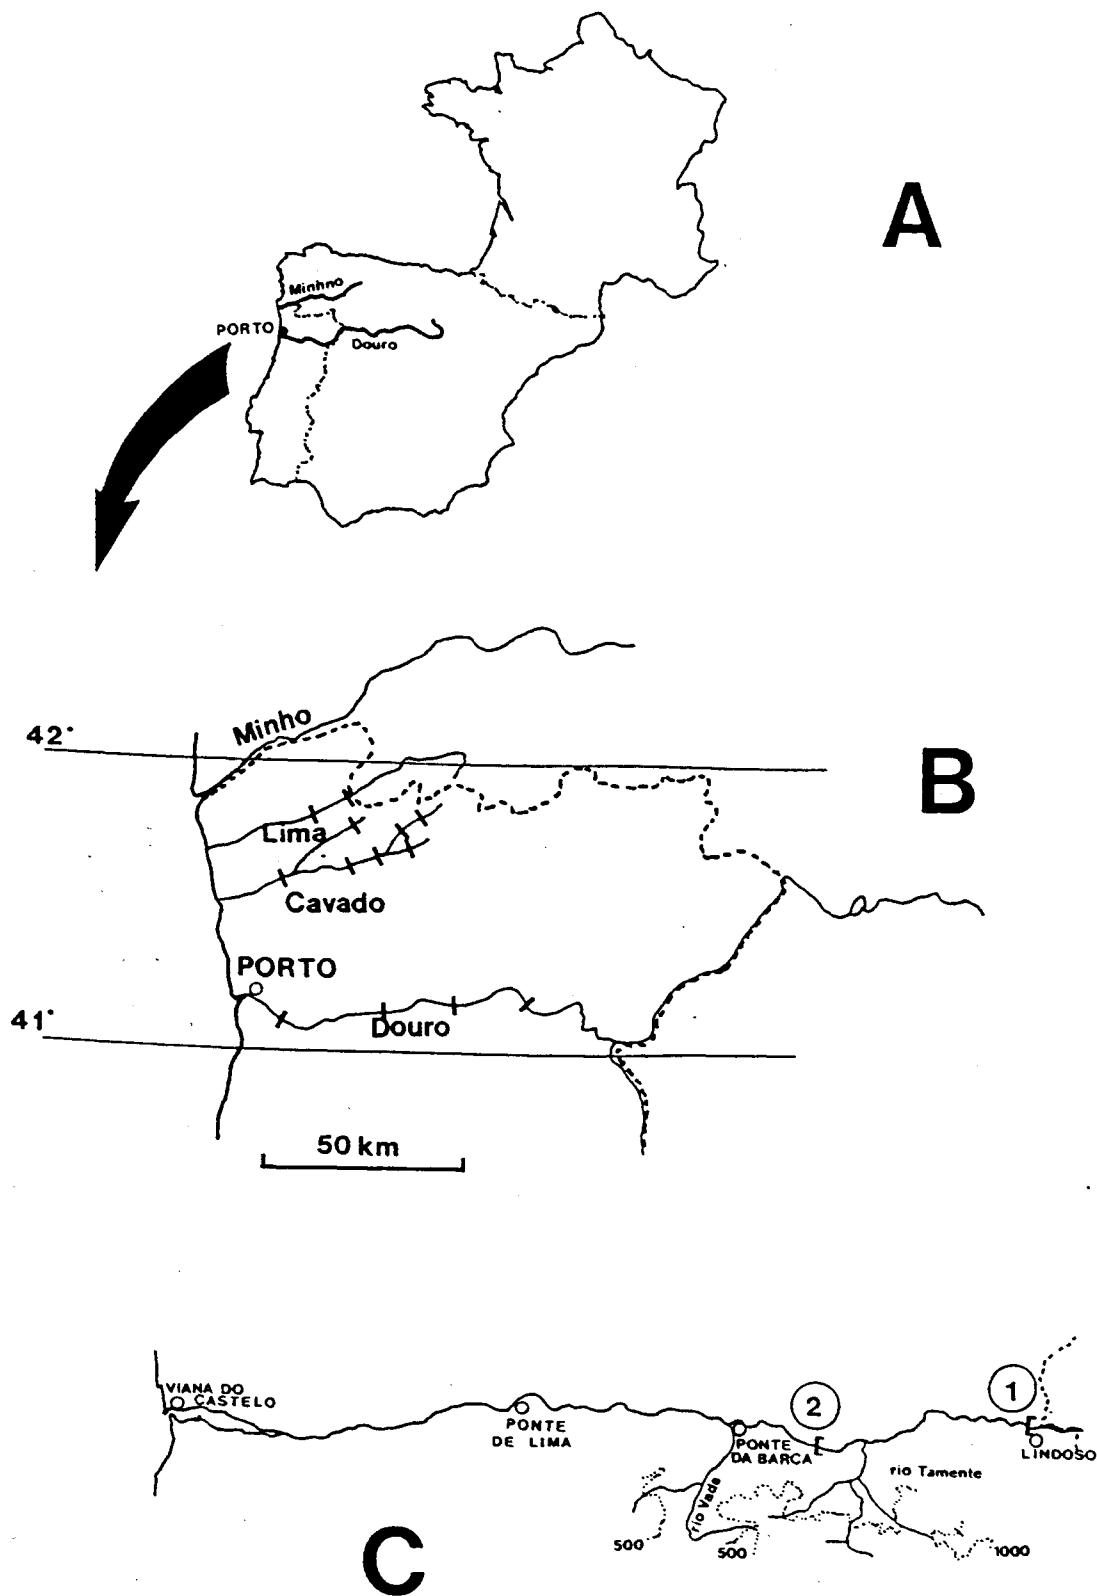 A
Minhno
PORTO
Douro
42°
Minho
B
Lima
Cavado
PORTO
41°
Douro
50 km
1
VIANA DO
CASTELO
2
PONTE
DE LIMA
PONTE
DA BARCA
LINDOSO
rio Tamente
rio Vade
500
500
1000
C